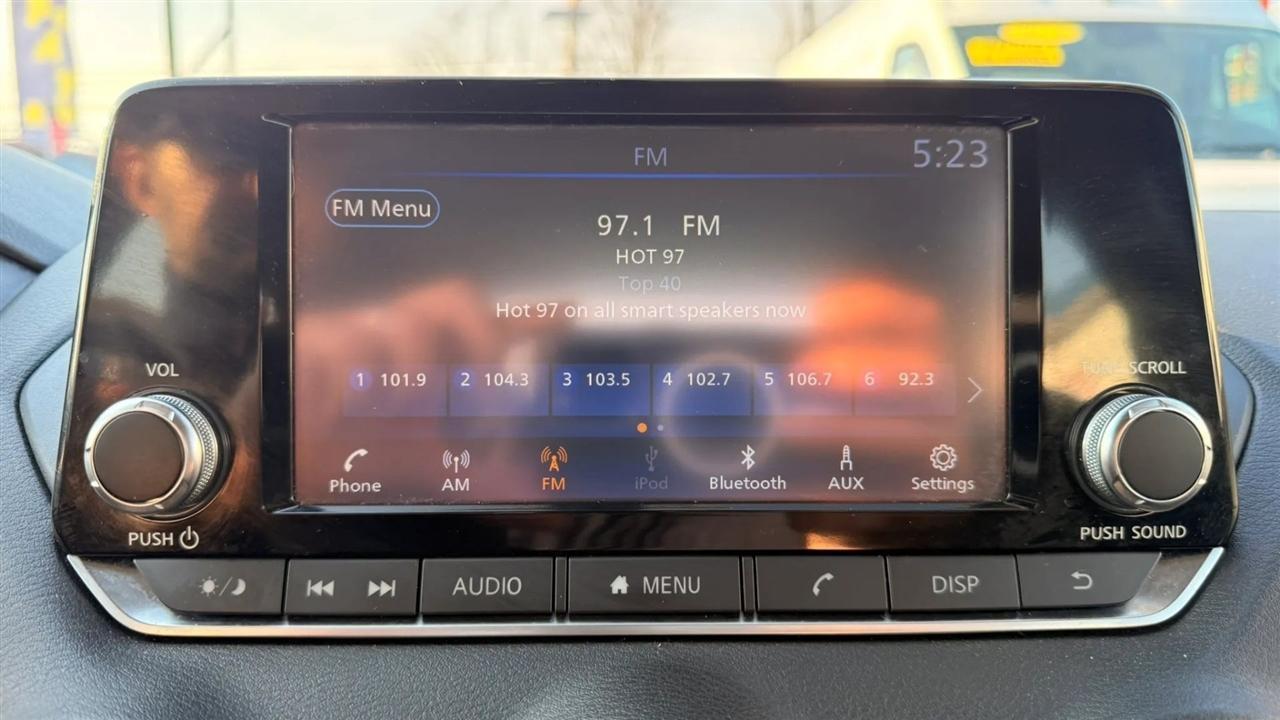 FM
5:23
FM Menu
97.1 FM
HOT 97
Top 40
Hot 97 on all smart speakers now
1 101.9 2 104.3 3 103.5 4 102.7 5 106.7 6 92.3
Phone AM FM iPod Bluetooth AUX Settings
VOL
TUNE SCROLL
PUSH
PUSH SOUND
AUDIO MENU DISP